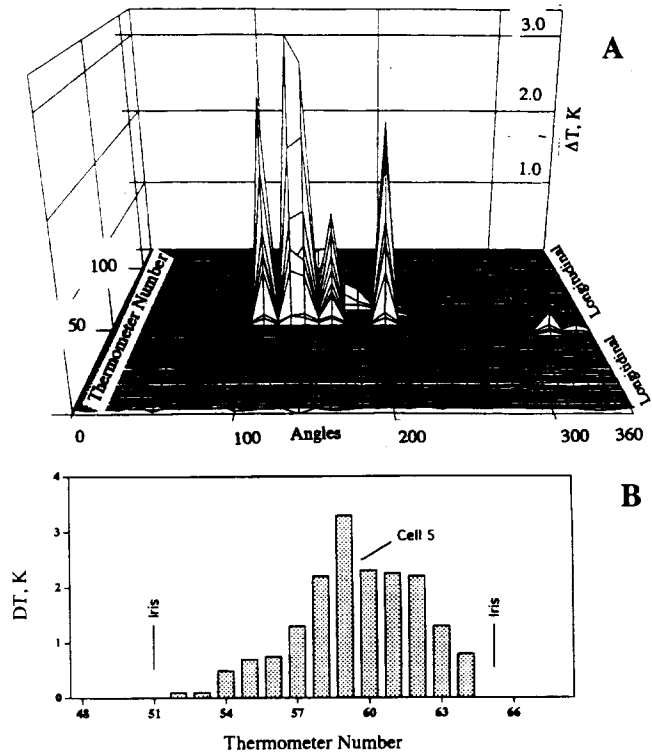 3.0
A
2.0
ΔT, K
1.0
Longitudinal
100
Thermometer Number
50
Longitudinal
0
100
Angles
200
300
360
B
4
3
2
1
0
DT, K
Iris
Cell 5
Iris
48
51
54
57
60
63
66
Thermometer Number